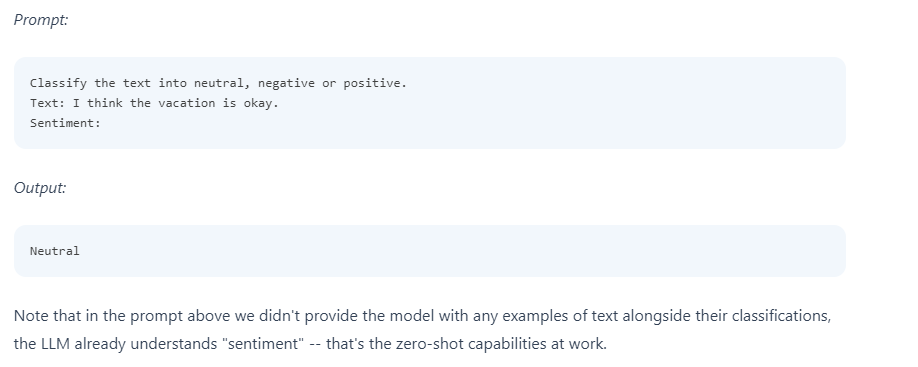 Prompt:
Classify the text into neutral, negative or positive.
Text: I think the vacation is okay.
Sentiment:
Output:
Neutral
Note that in the prompt above we didn't provide the model with any examples of text alongside their classifications,
the LLM already understands "sentiment" -- that's the zero-shot capabilities at work.